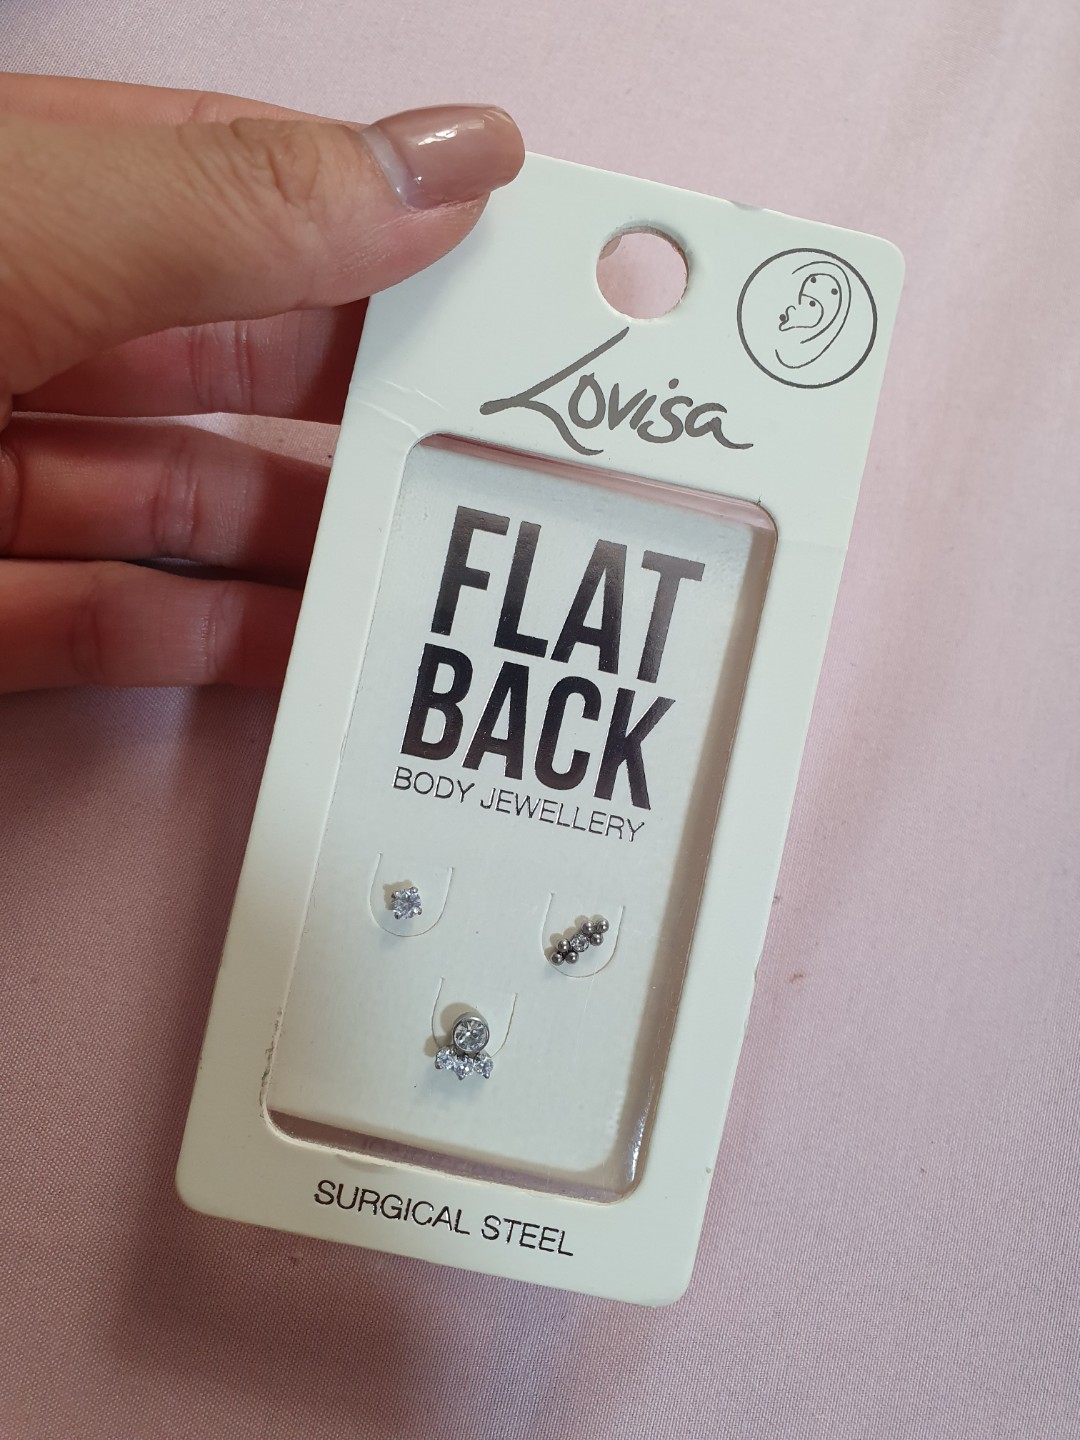 Lovisa
FLAT
BACK
BODY JEWELLERY
SURGICAL STEEL